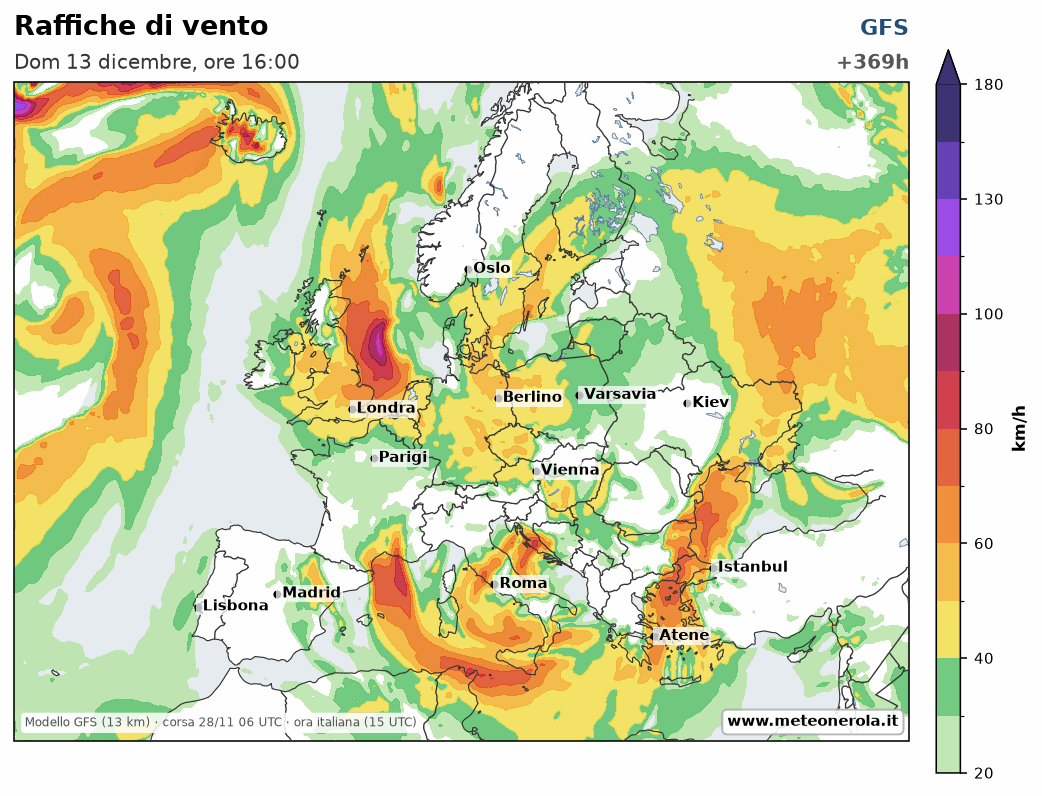 Raffiche di vento
GFS
Dom 13 dicembre, ore 16:00
+369h
180
130
100
80
60
40
20
km/h
Oslo
Londra
Berlino
Varsavia
Kiev
Parigi
Vienna
Istanbul
Roma
Madrid
Lisbona
Atene
Modello GFS (13 km) · corsa 28/11 06 UTC · ora italiana (15 UTC)
www.meteonerola.it